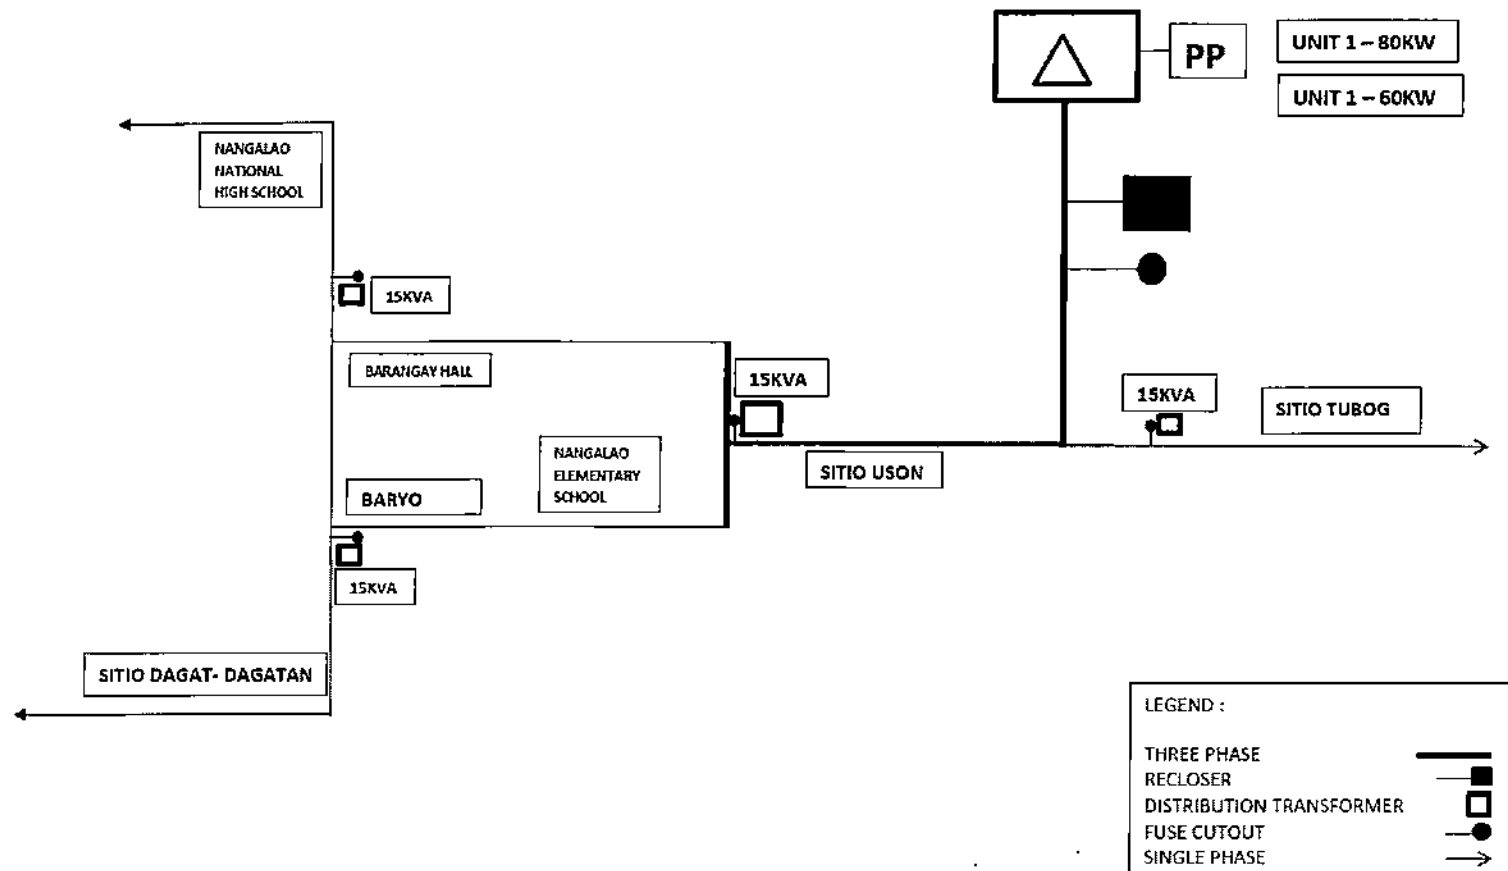 PP
UNIT 1 – 80KW
UNIT 1 – 60KW
NANGALAO
NATIONAL
HIGH SCHOOL
15KVA
BARANGAY HALL
15KVA
15KVA
SITIO TUBOG
NANGALAO
ELEMENTARY
SCHOOL
SITIO USON
BARYO
15KVA
SITIO DAGAT- DAGATAN
LEGEND :
THREE PHASE
RECLOSER
DISTRIBUTION TRANSFORMER
FUSE CUTOUT
SINGLE PHASE